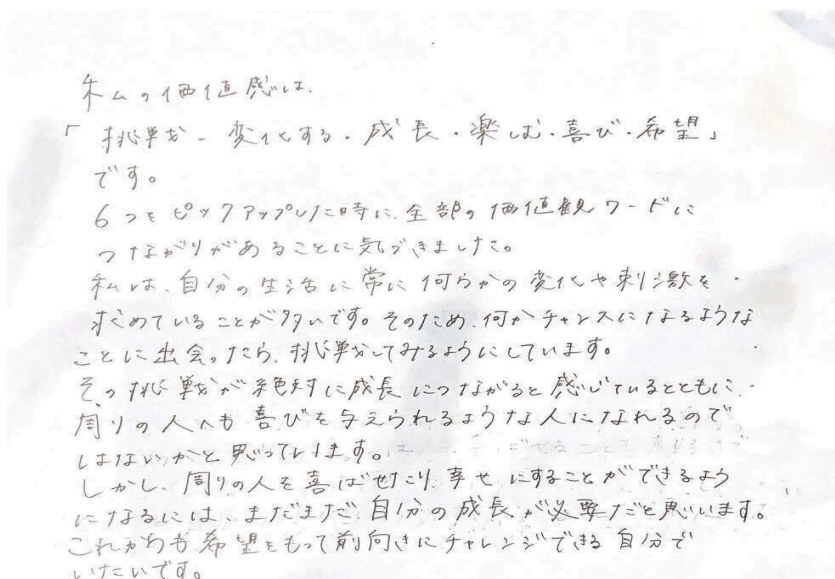 私の価値感は、
「挑戦・変化する・成長・楽しむ・喜び・希望」
です。
6つをピックアップした時に、全部の価値観ワードに
つながりがあることに気づきました。
私は、自分の生活に常に何らかの変化や刺激を
求めていることが多いです。そのため、何かチャンスになるような
ことに出会ったら、挑戦してみるようにしています。
その挑戦が絶対に成長につながると感じているとともに、
周りの人へも喜びを与えられるような人になれるので
はないかと思っています。
しかし、周りの人を喜ばせたり、幸せにすることができるよう
になるには、まだまだ自分の成長が必要だと思います。
これからも希望をもって前向きにチャレンジできる自分で
いたいです。